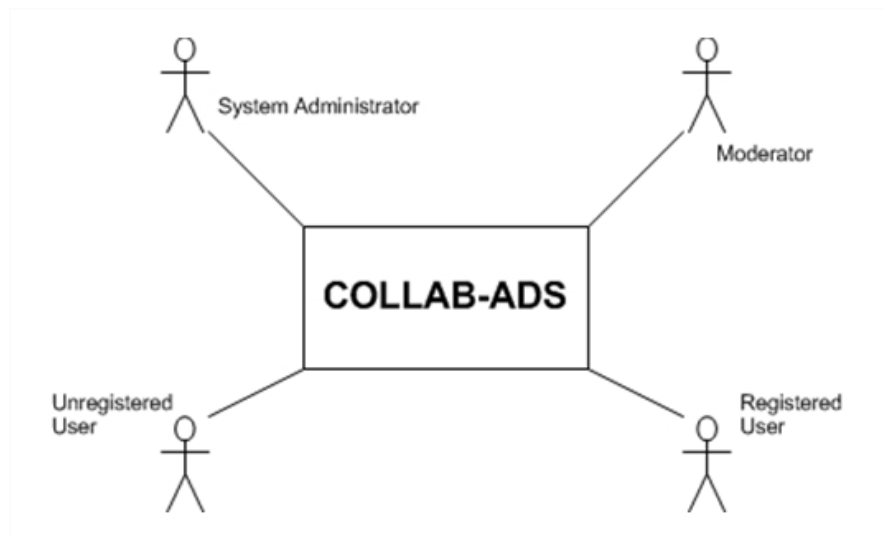 System Administrator
Moderator
COLLAB-ADS
Unregistered
User
Registered
User